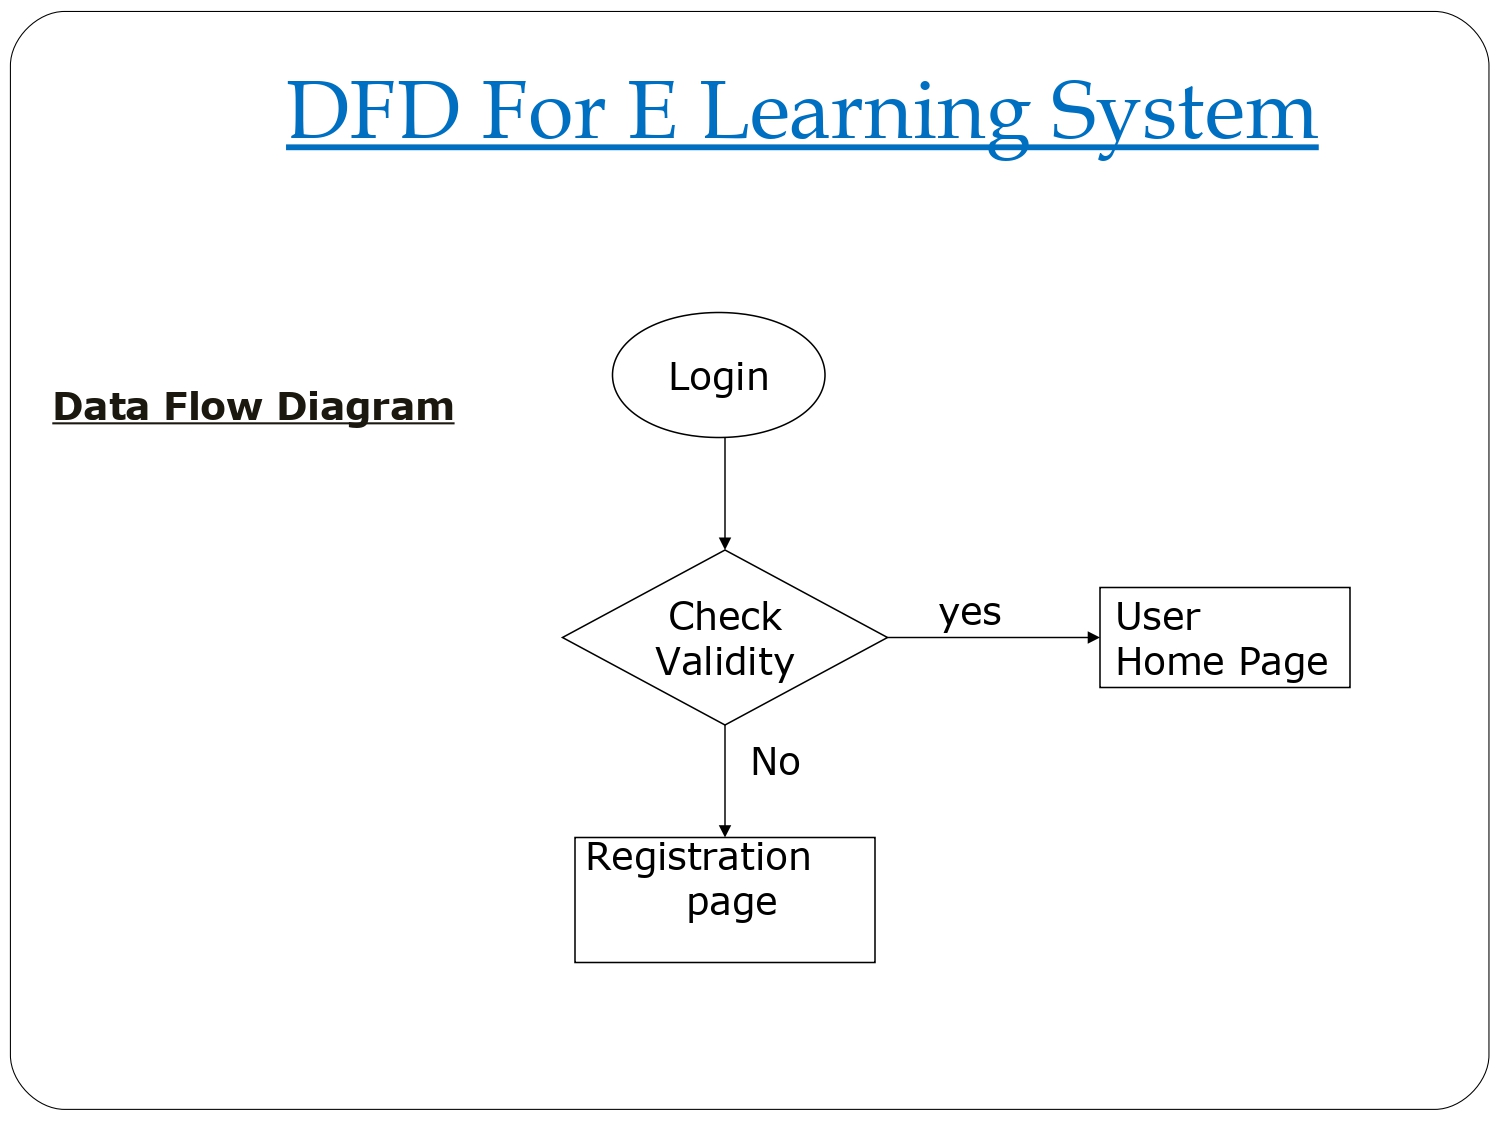 DFD For E Learning System
Login
Data Flow Diagram
Check
Validity
yes
User
Home Page
No
Registration
page